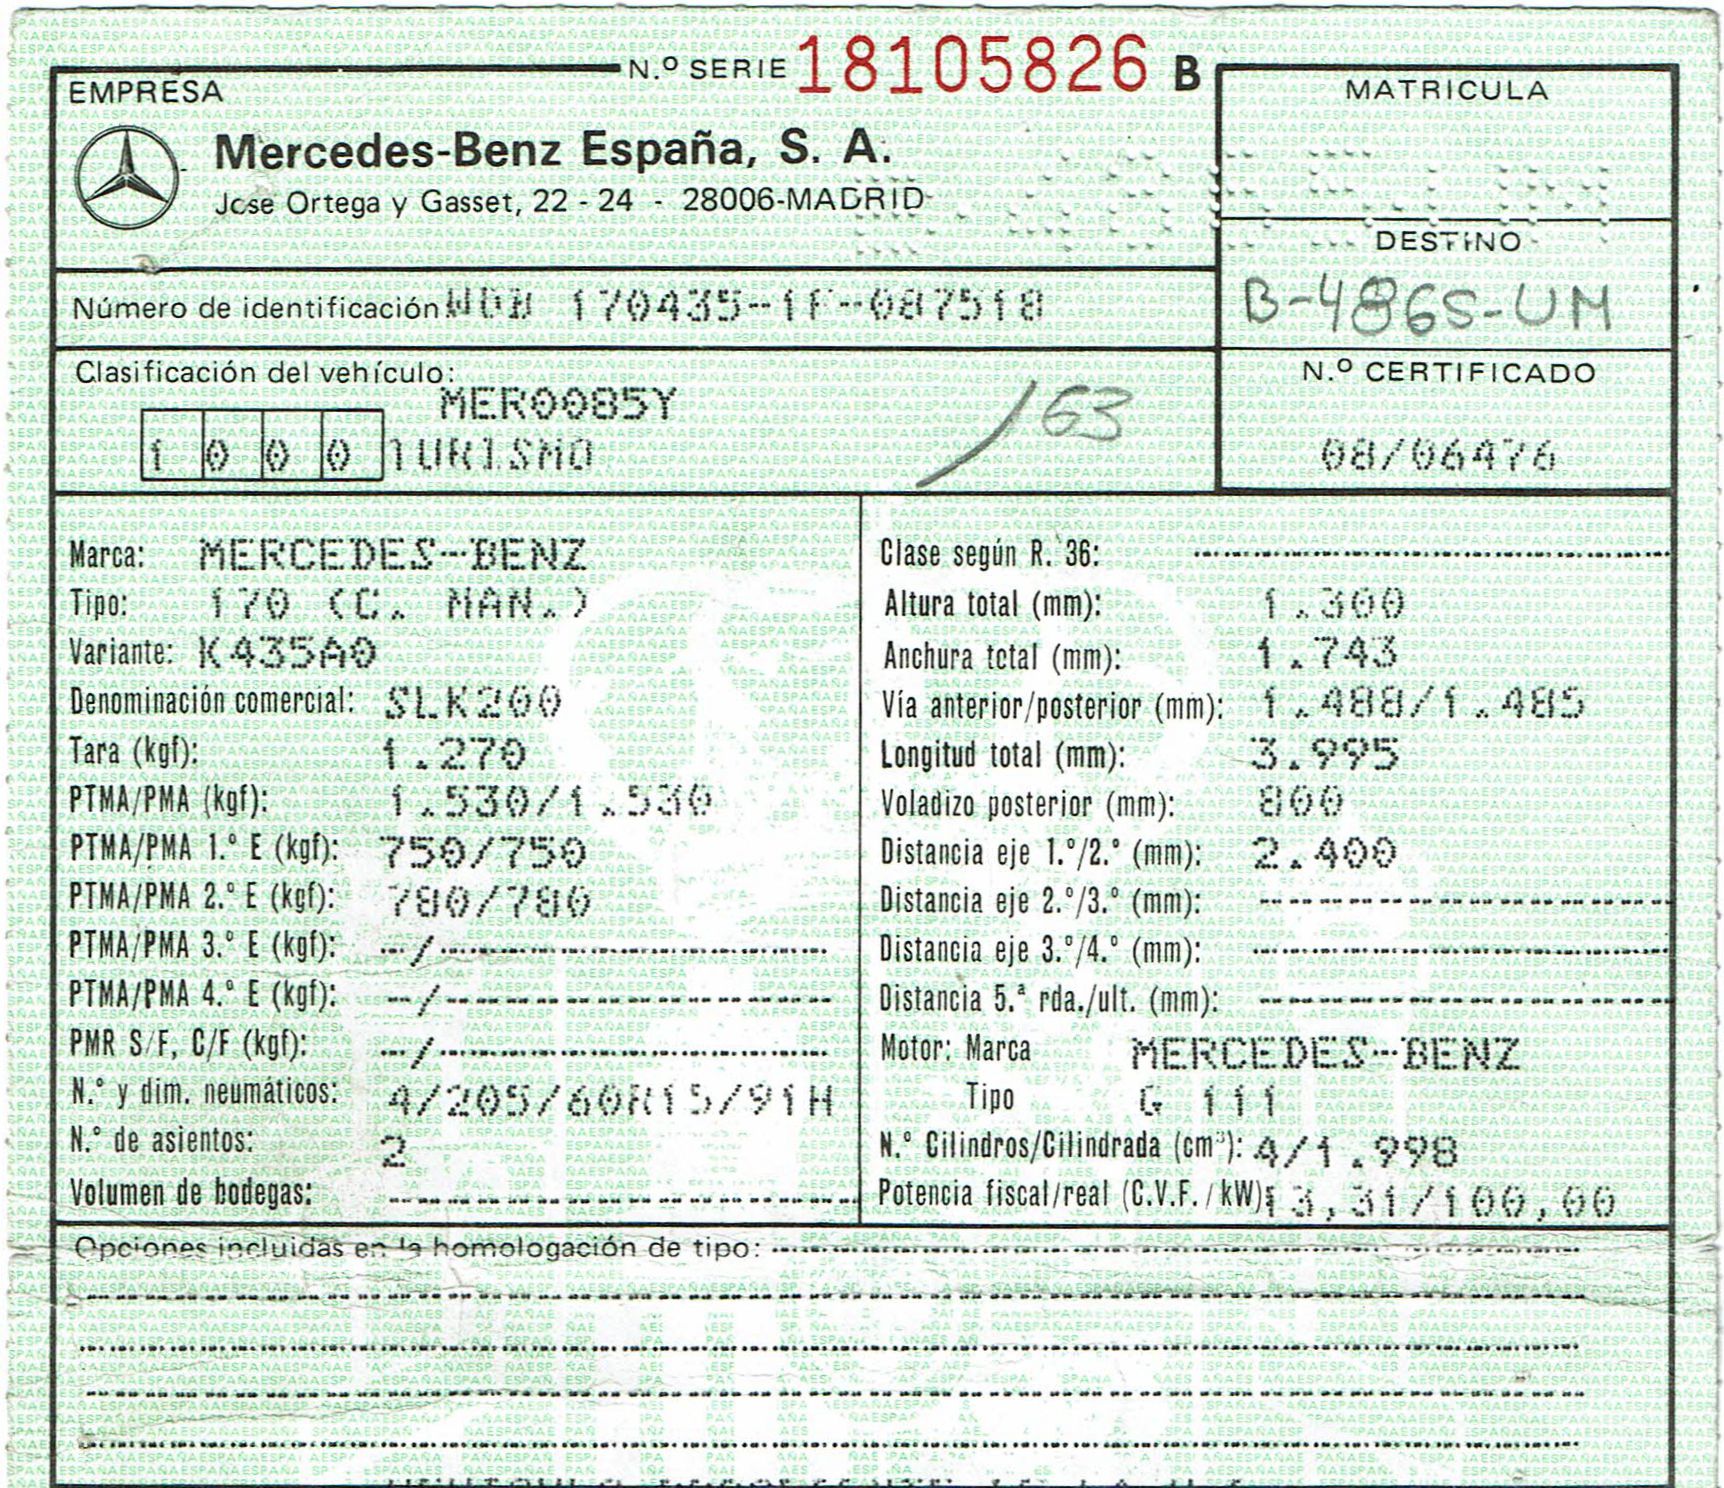 N.º SERIE 18105826 B
EMPRESA
Mercedes-Benz España, S. A.
Jose Ortega y Gasset, 22 - 24 - 28006-MADRID
MATRICULA
DESTINO
B-4865-UM
Número de identificación: WDB 170435-1F-087518
Clasificación del vehículo:
MER0085Y
1 0 0 0 TURISMO
/63
N.º CERTIFICADO
08/06476
Marca: MERCEDES-BENZ
Tipo: 170 (C. MAN.)
Variante: K435A0
Denominación comercial: SLK200
Tara (kgf): 1.270
PTMA/PMA (kgf): 1.530/1.530
PTMA/PMA 1.º E (kgf): 750/750
PTMA/PMA 2.º E (kgf): 780/780
PTMA/PMA 3.º E (kgf): --/--------------------
PTMA/PMA 4.º E (kgf): --/--------------------
PMR S/F, C/F (kgf): --/--------------------
N.º y dim. neumáticos: 4/205/60R15/91H
N.º de asientos: 2
Volumen de bodegas: ------------------------
Clase según R. 36: ------------------------
Altura total (mm): 1.300
Anchura total (mm): 1.743
Vía anterior/posterior (mm): 1.488/1.485
Longitud total (mm): 3.995
Voladizo posterior (mm): 800
Distancia eje 1.º/2.º (mm): 2.400
Distancia eje 2.º/3.º (mm): --------------------
Distancia eje 3.º/4.º (mm): --------------------
Distancia 5.ª rda./ult. (mm): --------------------
Motor: Marca MERCEDES-BENZ
Tipo G 111
N.º Cilindros/Cilindrada (cm³): 4/1.998
Potencia fiscal/real (C.V.F./kW): 13,31/100,00
Opciones incluidas en la homologación de tipo: ----------------------------------------